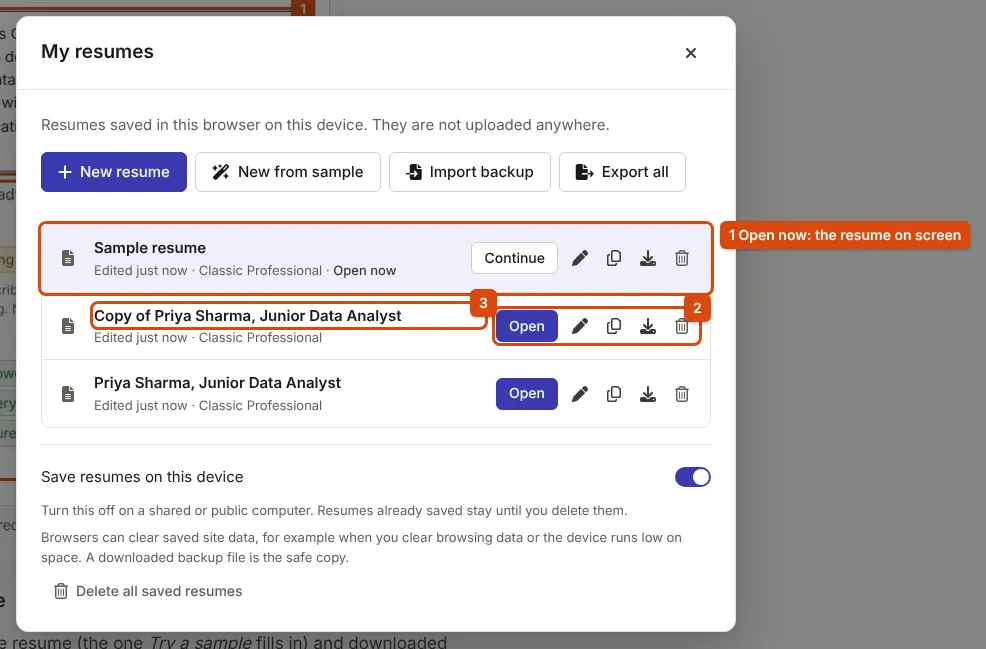 1
My resumes
Resumes saved in this browser on this device. They are not uploaded anywhere.
New resume
New from sample
Import backup
Export all
Sample resume
Edited just now · Classic Professional · Open now
Continue
1 Open now: the resume on screen
3
2
Copy of Priya Sharma, Junior Data Analyst
Edited just now · Classic Professional
Open
Priya Sharma, Junior Data Analyst
Edited just now · Classic Professional
Open
Save resumes on this device
Turn this off on a shared or public computer. Resumes already saved stay until you delete them.
Browsers can clear saved site data, for example when you clear browsing data or the device runs low on
space. A downloaded backup file is the safe copy.
Delete all saved resumes
e resume (the one Try a sample fills in) and downloaded